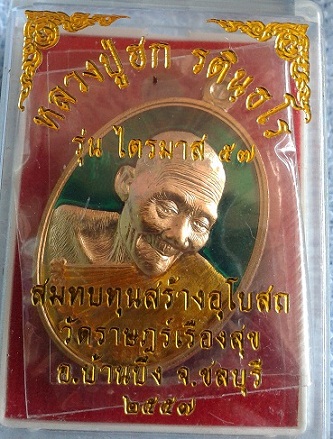 หลวงปู่ชก รตินฺธโร
รุ่น ไตรมาส ๕๗
สมทบทุนสร้างอุโบสถ
วัดราษฎร์เรืองสุข
อ.บ้านบึง จ.ชลบุรี
๒๕๕๗